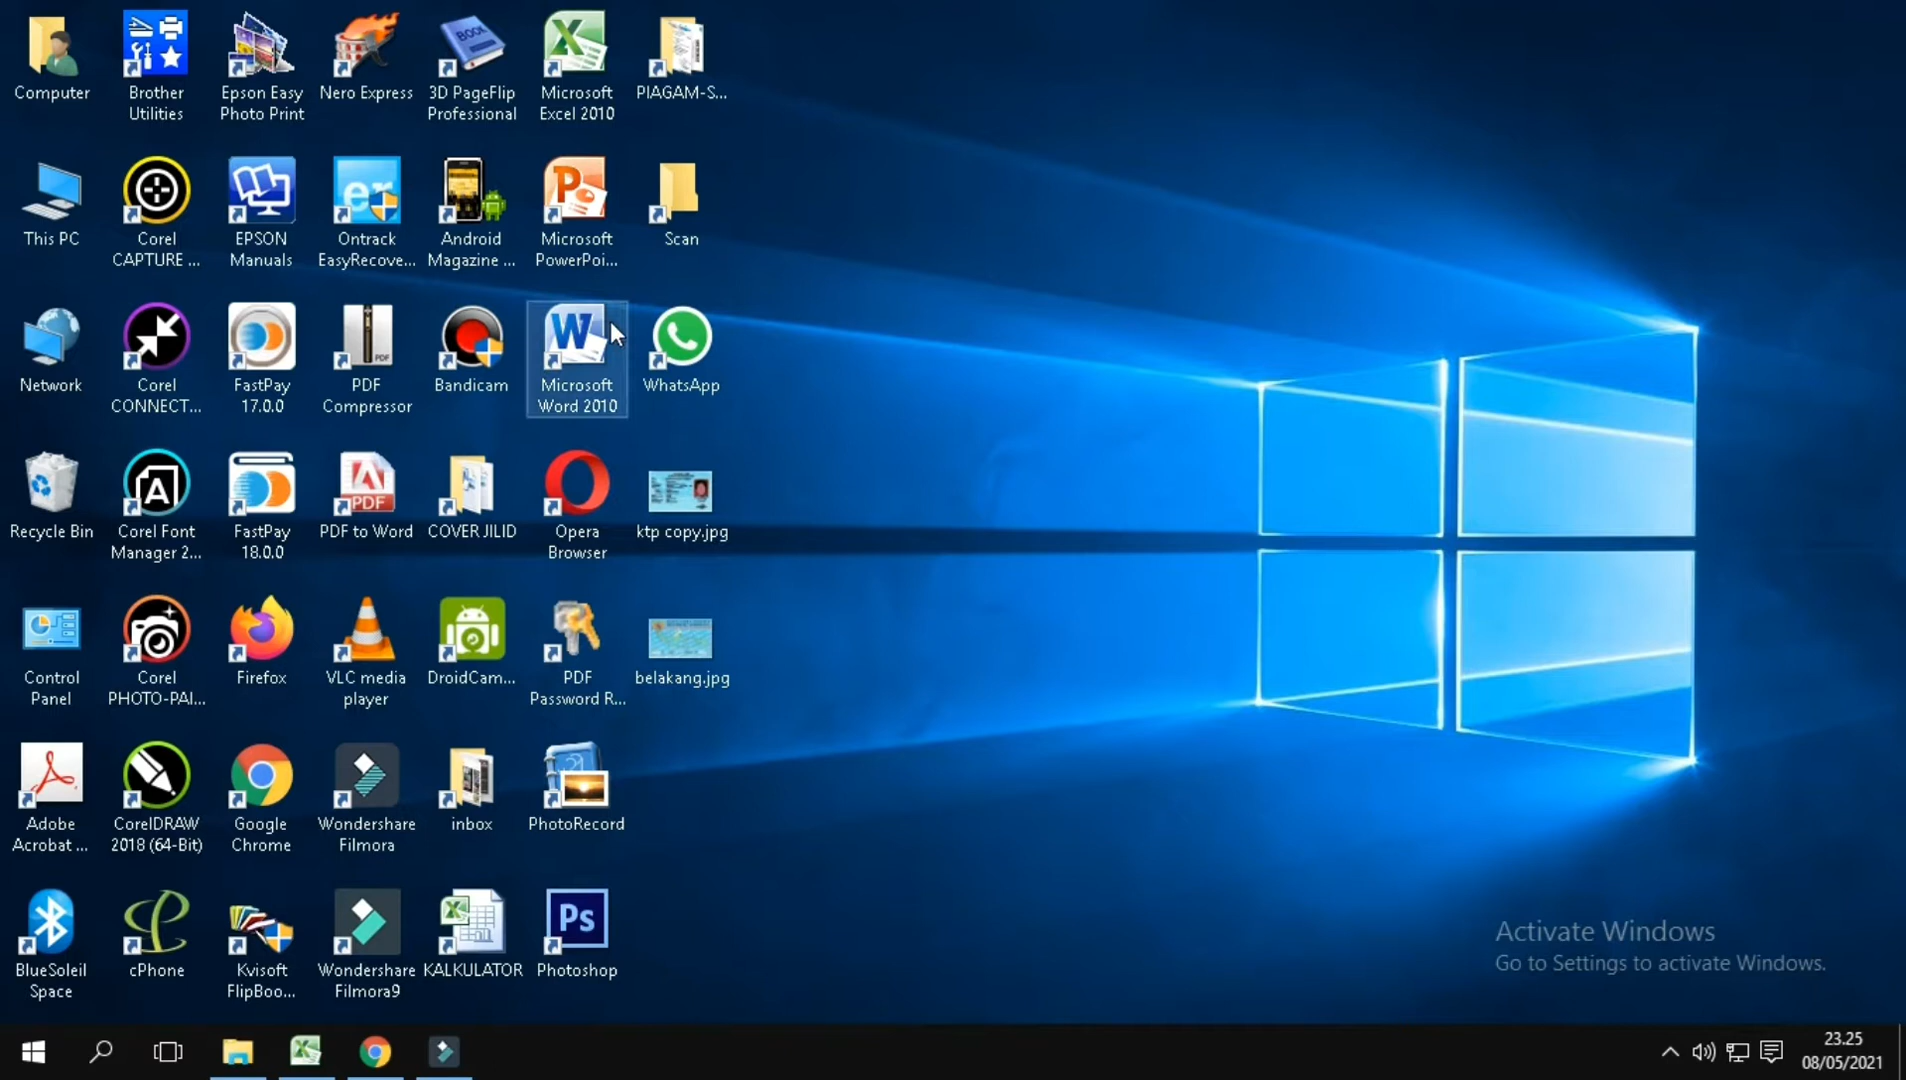 Computer
Brother
Utilities
Epson Easy
Photo Print
Nero Express
BOOK
3D PageFlip
Professional
Microsoft
Excel 2010
PIAGAM-S...
This PC
Corel
CAPTURE ...
EPSON
Manuals
er
Ontrack
EasyRecove...
Android
Magazine ...
P
Microsoft
PowerPoi...
Scan
Network
Corel
CONNECT...
FastPay
17.0.0
PDF
PDF
Compressor
Bandicam
W
Microsoft
Word 2010
WhatsApp
Recycle Bin
A
Corel Font
Manager 2...
FastPay
18.0.0
PDF
PDF to Word
COVER JILID
Opera
Browser
ktp copy.jpg
Control
Panel
Corel
PHOTO-PAI...
Firefox
VLC media
player
DroidCam...
PDF
Password R...
belakang.jpg
Adobe
Acrobat ...
CorelDRAW
2018 (64-Bit)
Google
Chrome
Wondershare
Filmora
inbox
PhotoRecord
BlueSoleil
Space
cPhone
Kvisoft
FlipBoo...
Wondershare
Filmora9
KALKULATOR
Ps
Photoshop
Activate Windows
Go to Settings to activate Windows.
23.25
08/05/2021